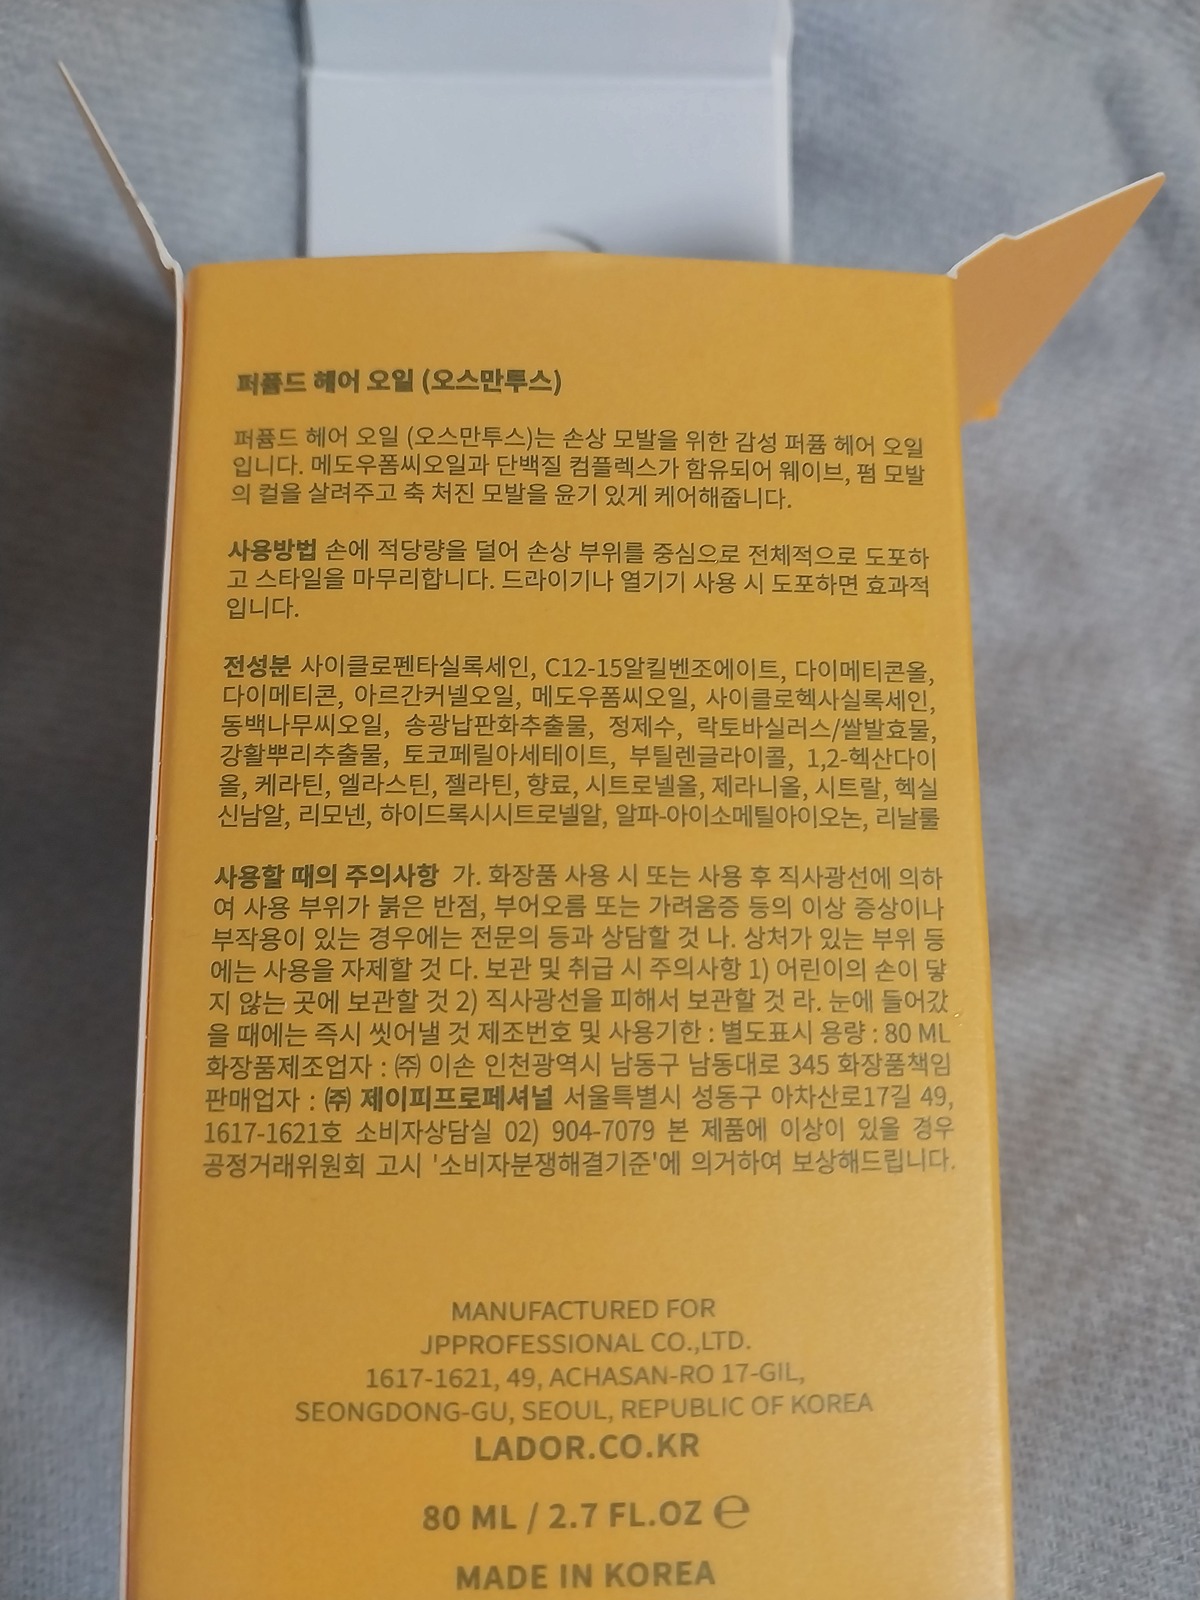 퍼퓸드 헤어 오일 (오스만투스)
퍼퓸드 헤어 오일 (오스만투스)는 손상 모발을 위한 감성 퍼퓸 헤어 오일
입니다. 메도우폼씨오일과 단백질 컴플렉스가 함유되어 웨이브, 펌 모발
의 컬을 살려주고 축 처진 모발을 윤기 있게 케어해줍니다.
사용방법 손에 적당량을 덜어 손상 부위를 중심으로 전체적으로 도포하
고 스타일을 마무리합니다. 드라이기나 열기기 사용 시 도포하면 효과적
입니다.
전성분 사이클로펜타실록세인, C12-15알킬벤조에이트, 다이메티콘올,
다이메티콘, 아르간커넬오일, 메도우폼씨오일, 사이클로헥사실록세인,
동백나무씨오일, 송광납판화추출물, 정제수, 락토바실러스/쌀발효물,
강활뿌리추출물, 토코페릴아세테이트, 부틸렌글라이콜, 1,2-헥산다이
올, 케라틴, 엘라스틴, 젤라틴, 향료, 시트로넬올, 제라니올, 시트랄, 헥실
신남알, 리모넨, 하이드록시시트로넬알, 알파-아이소메틸아이오논, 리날룰
사용할 때의 주의사항 가. 화장품 사용 시 또는 사용 후 직사광선에 의하
여 사용 부위가 붉은 반점, 부어오름 또는 가려움증 등의 이상 증상이나
부작용이 있는 경우에는 전문의 등과 상담할 것 나. 상처가 있는 부위 등
에는 사용을 자제할 것 다. 보관 및 취급 시 주의사항 1) 어린이의 손이 닿
지 않는 곳에 보관할 것 2) 직사광선을 피해서 보관할 것 라. 눈에 들어갔
을 때에는 즉시 씻어낼 것 제조번호 및 사용기한 : 별도표시 용량 : 80 ML
화장품제조업자 : ㈜ 이손 인천광역시 남동구 남동대로 345 화장품책임
판매업자 : ㈜ 제이피프로페셔널 서울특별시 성동구 아차산로17길 49,
1617-1621호 소비자상담실 02) 904-7079 본 제품에 이상이 있을 경우
공정거래위원회 고시 '소비자분쟁해결기준'에 의거하여 보상해드립니다.
MANUFACTURED FOR
JPPROFESSIONAL CO.,LTD.
1617-1621, 49, ACHASAN-RO 17-GIL,
SEONGDONG-GU, SEOUL, REPUBLIC OF KOREA
LADOR.CO.KR
80 ML / 2.7 FL.OZ ℮
MADE IN KOREA